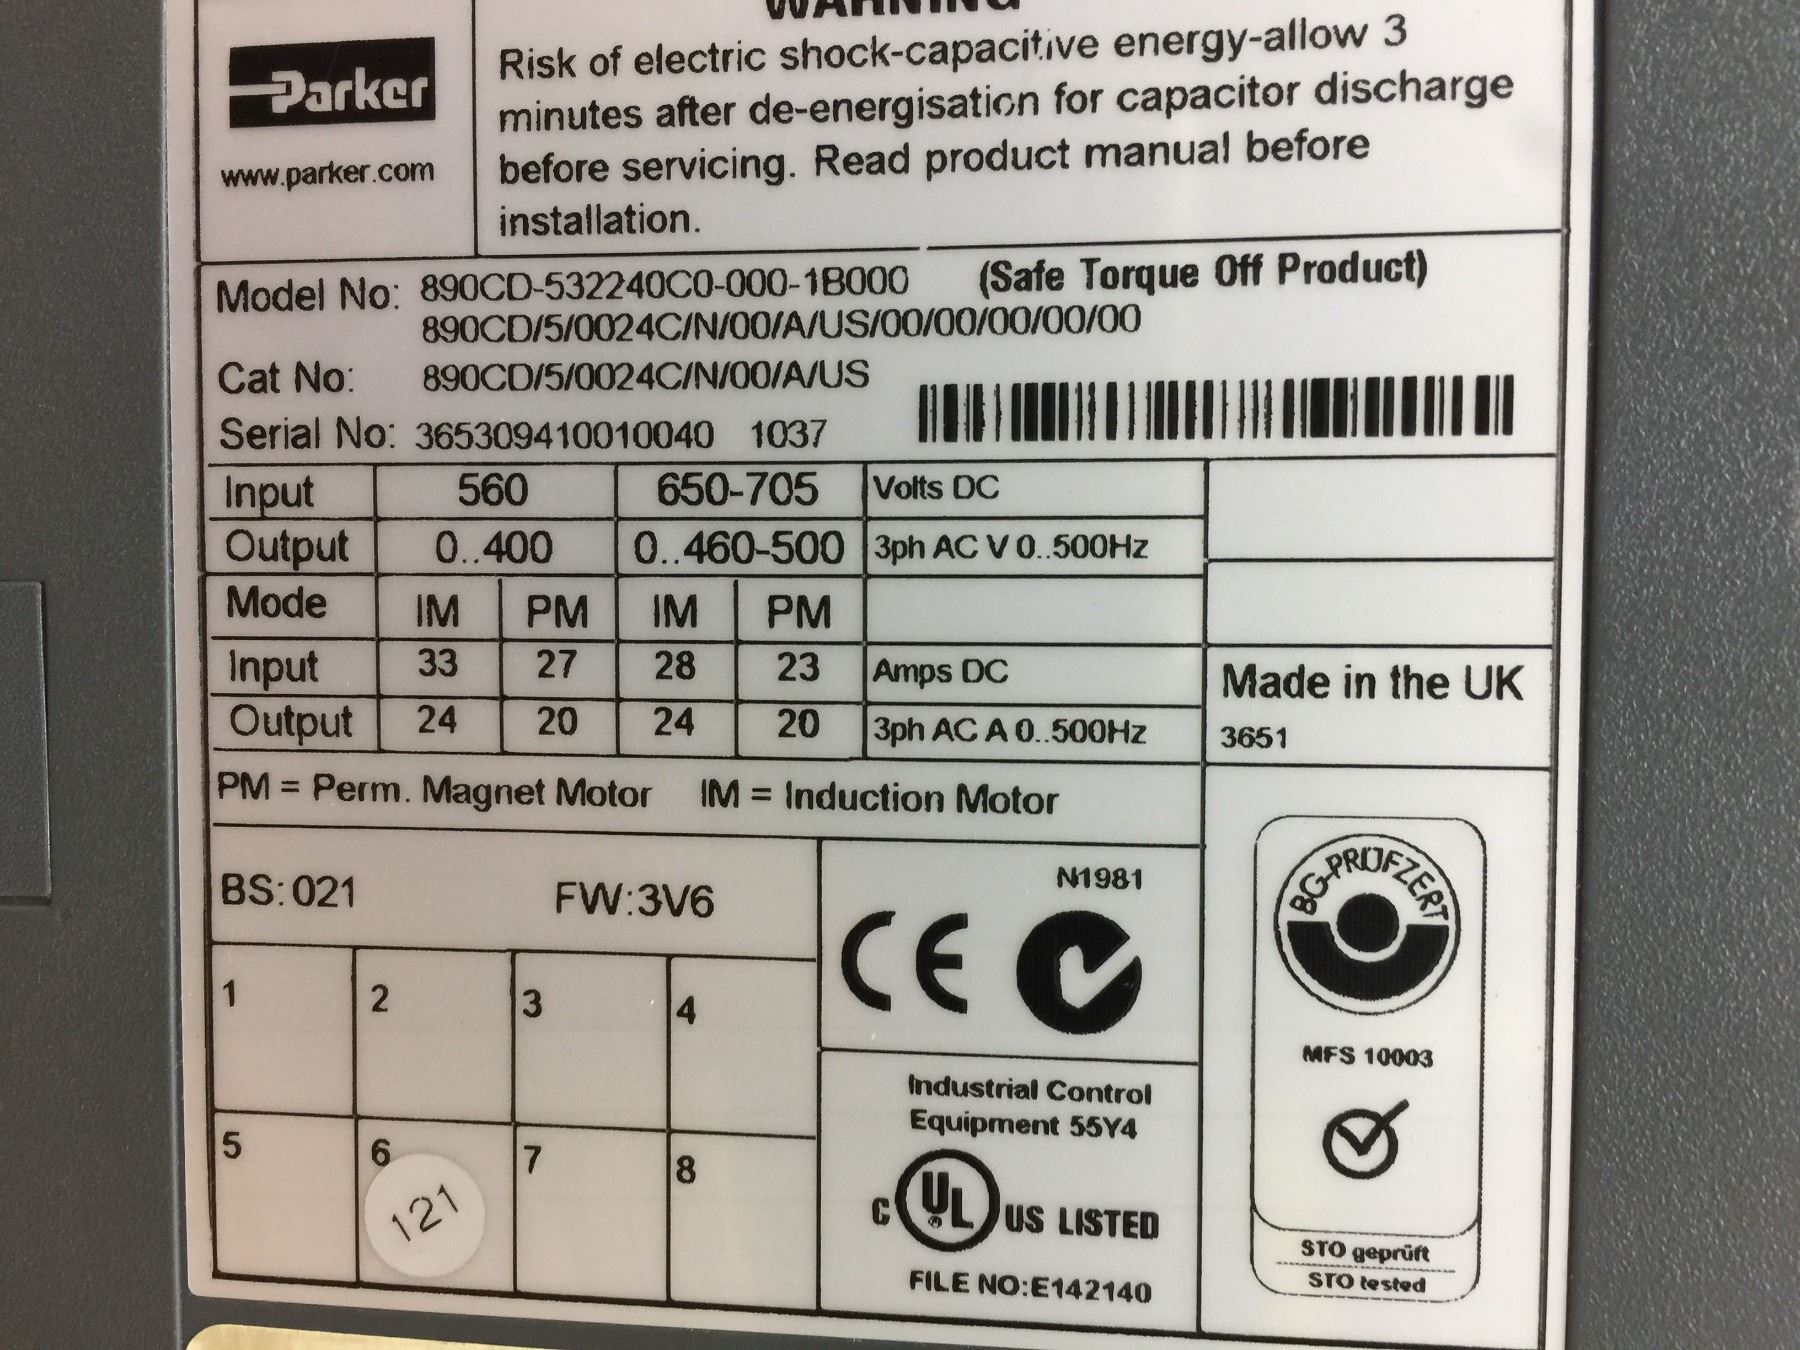 WARNING
Parker
www.parker.com
Risk of electric shock-capacitive energy-allow 3
minutes after de-energisation for capacitor discharge
before servicing. Read product manual before
installation.
Model No: 890CD-532240C0-000-1B000 (Safe Torque Off Product)
890CD/5/0024C/N/00/A/US/00/00/00/00/00
Cat No: 890CD/5/0024C/N/00/A/US
Serial No: 365309410010040 1037
Input 560 650-705 Volts DC
Output 0..400 0..460-500 3ph AC V 0..500Hz
Mode IM PM IM PM
Input 33 27 28 23 Amps DC
Output 24 20 24 20 3ph AC A 0..500Hz
Made in the UK
3651
PM = Perm. Magnet Motor IM = Induction Motor
BS:021 FW:3V6
1 2 3 4
5 6 7 8
121
N1981
CE
Industrial Control
Equipment 55Y4
C UL ® US LISTED
FILE NO:E142140
BG-PRÜFZERT
MFS 10003
STO geprüft
STO tested